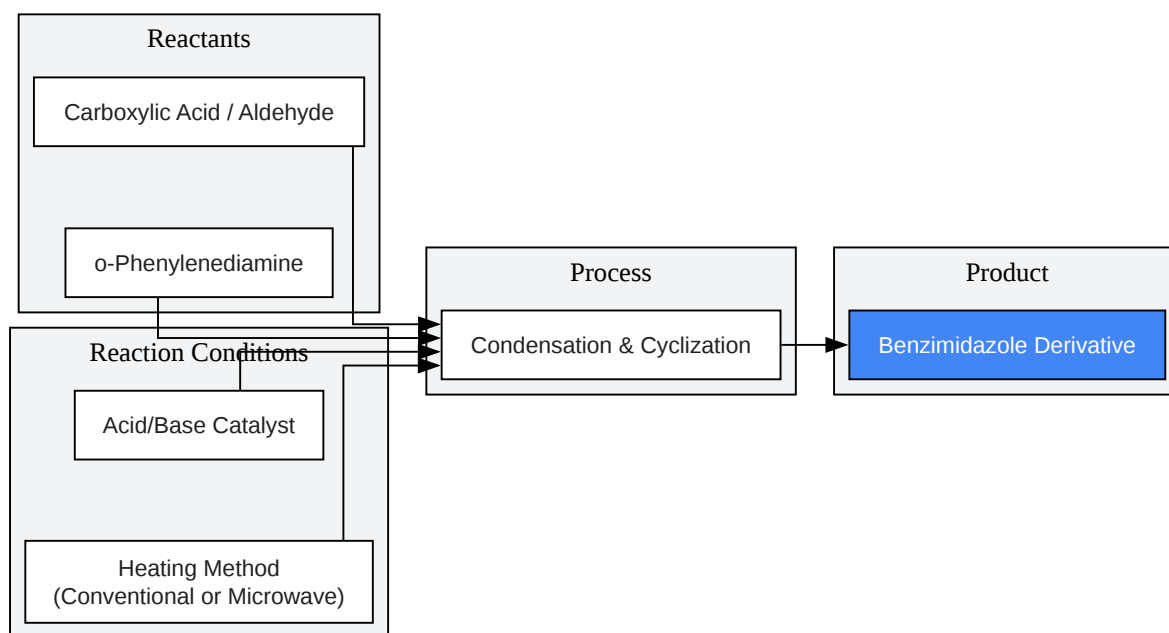 Reactants
Carboxylic Acid / Aldehyde
o-Phenylenediamine
Reaction Conditions
Acid/Base Catalyst
Heating Method
(Conventional or Microwave)
Process
Condensation & Cyclization
Product
Benzimidazole Derivative